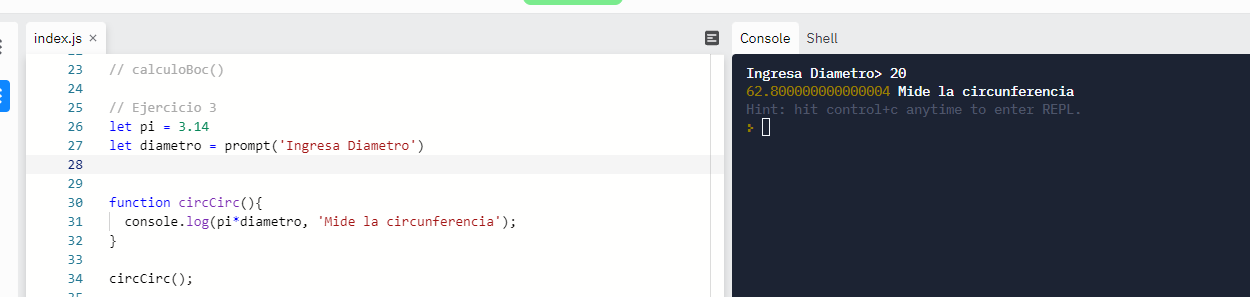 index.js ×
Console Shell
22
23 // calculoBoc()
24
25 // Ejercicio 3
26 let pi = 3.14
27 let diametro = prompt('Ingresa Diametro')
28
29
30 function circCirc(){
31 console.log(pi*diametro, 'Mide la circunferencia');
32 }
33
34 circCirc();
35
Ingresa Diametro> 20
62.800000000000004 Mide la circunferencia
Hint: hit control+c anytime to enter REPL.
>